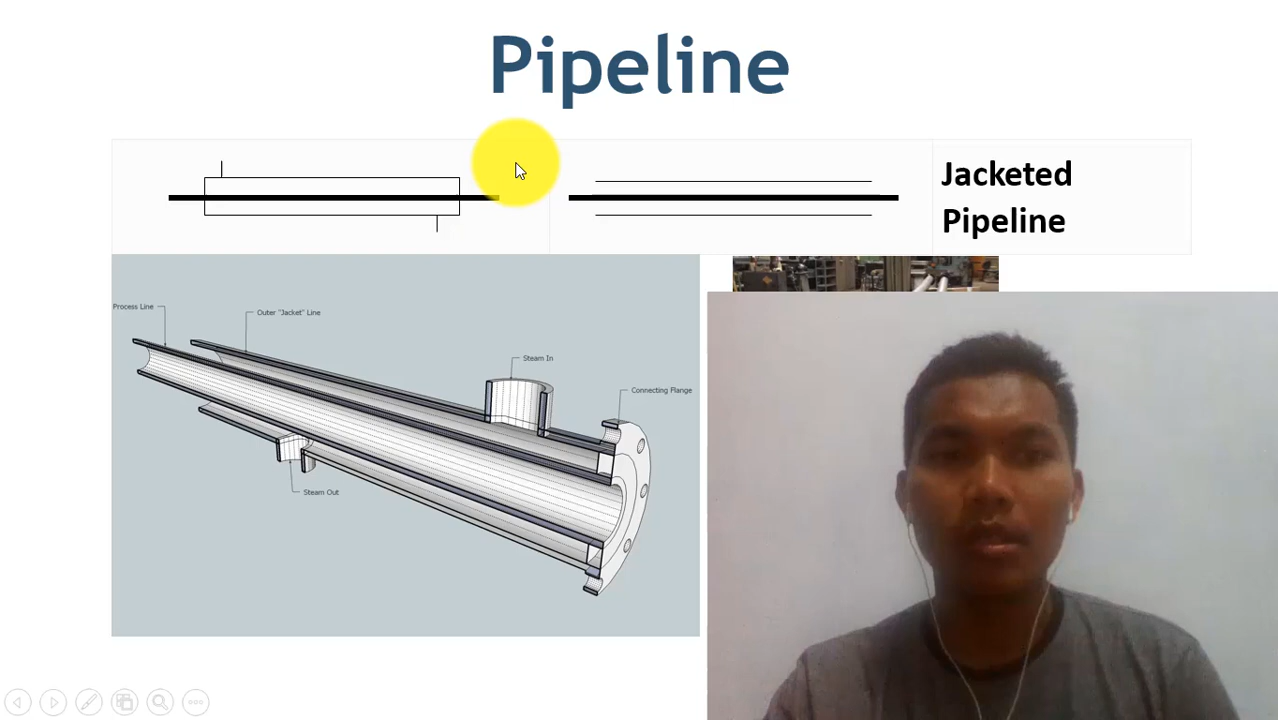 Pipeline
Jacketed
Pipeline
Process Line
Outer "Jacket" Line
Steam In
Connecting Flange
Steam Out